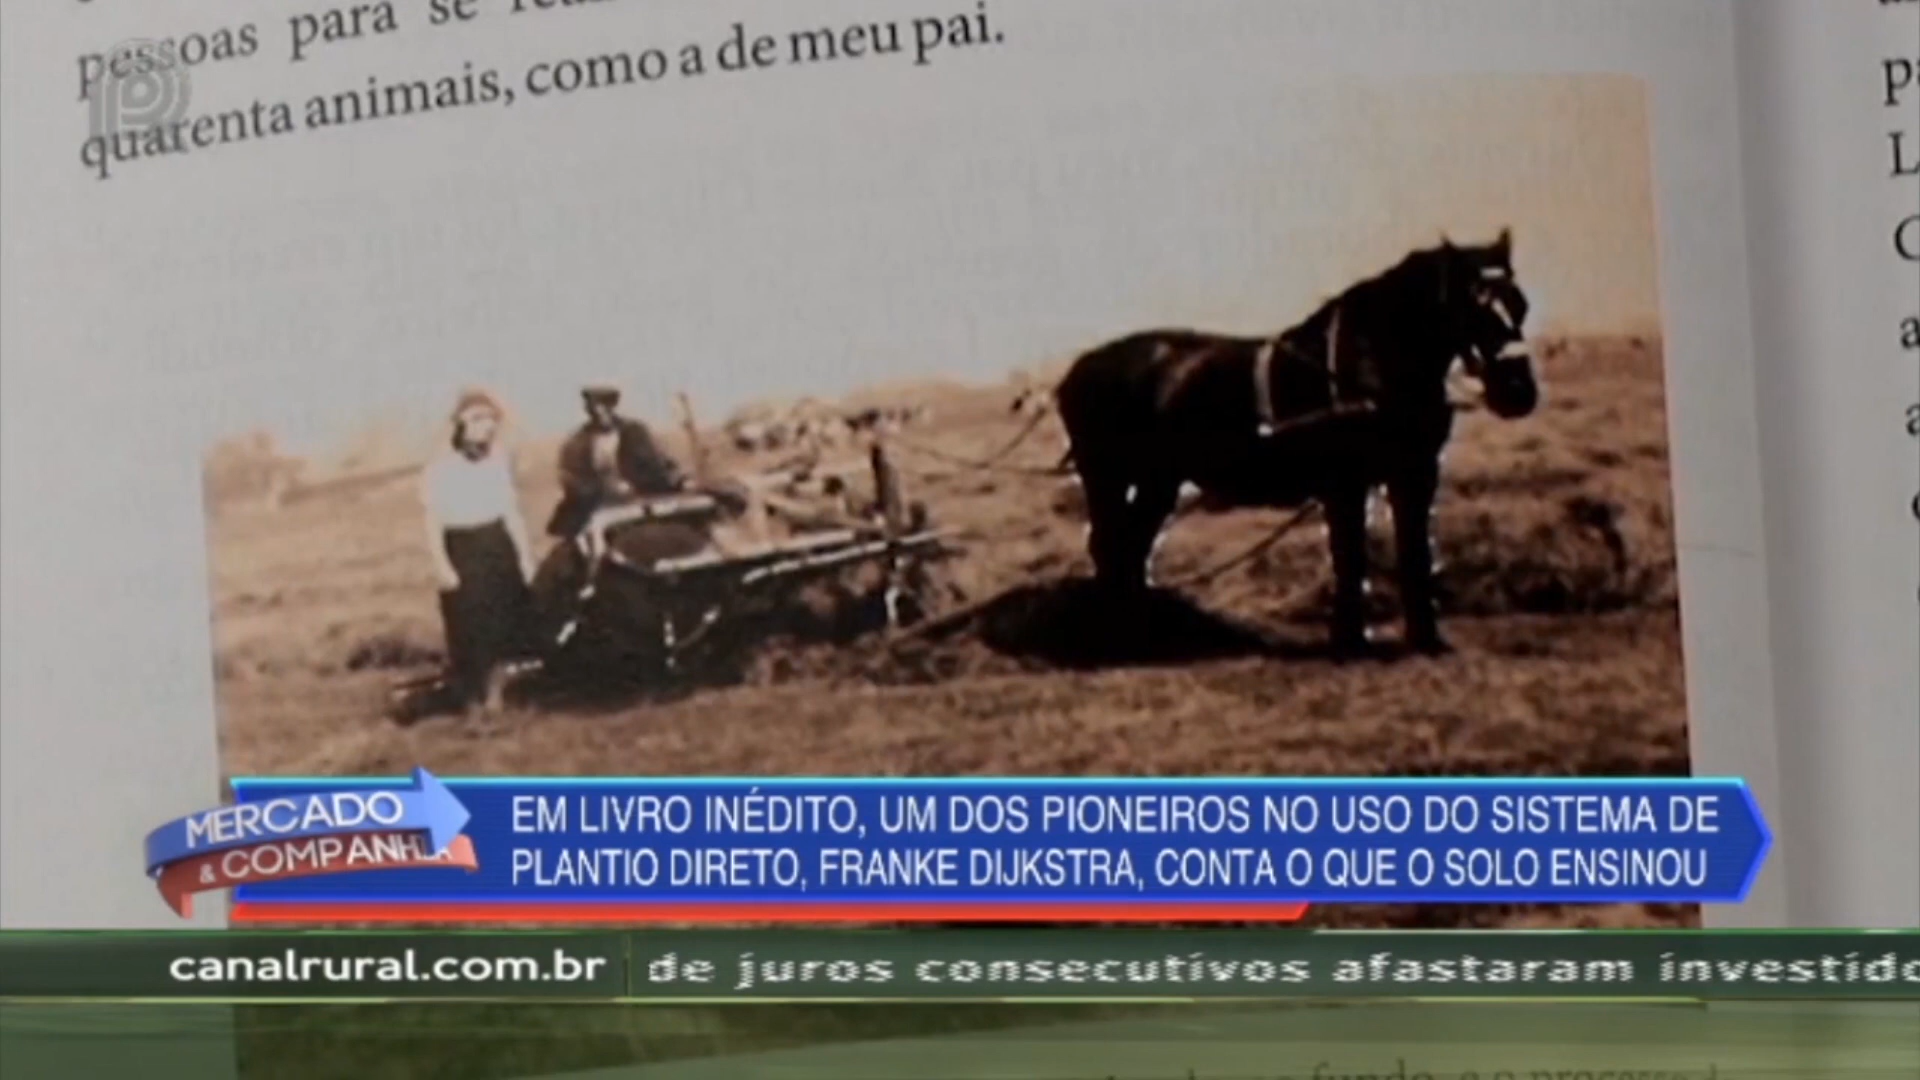 pessoas para se
quarenta animais, como a de meu pai.
MERCADO
& COMPANHIA
EM LIVRO INÉDITO, UM DOS PIONEIROS NO USO DO SISTEMA DE
PLANTIO DIRETO, FRANKE DIJKSTRA, CONTA O QUE O SOLO ENSINOU
canalrural.com.br
de juros consecutivos afastaram